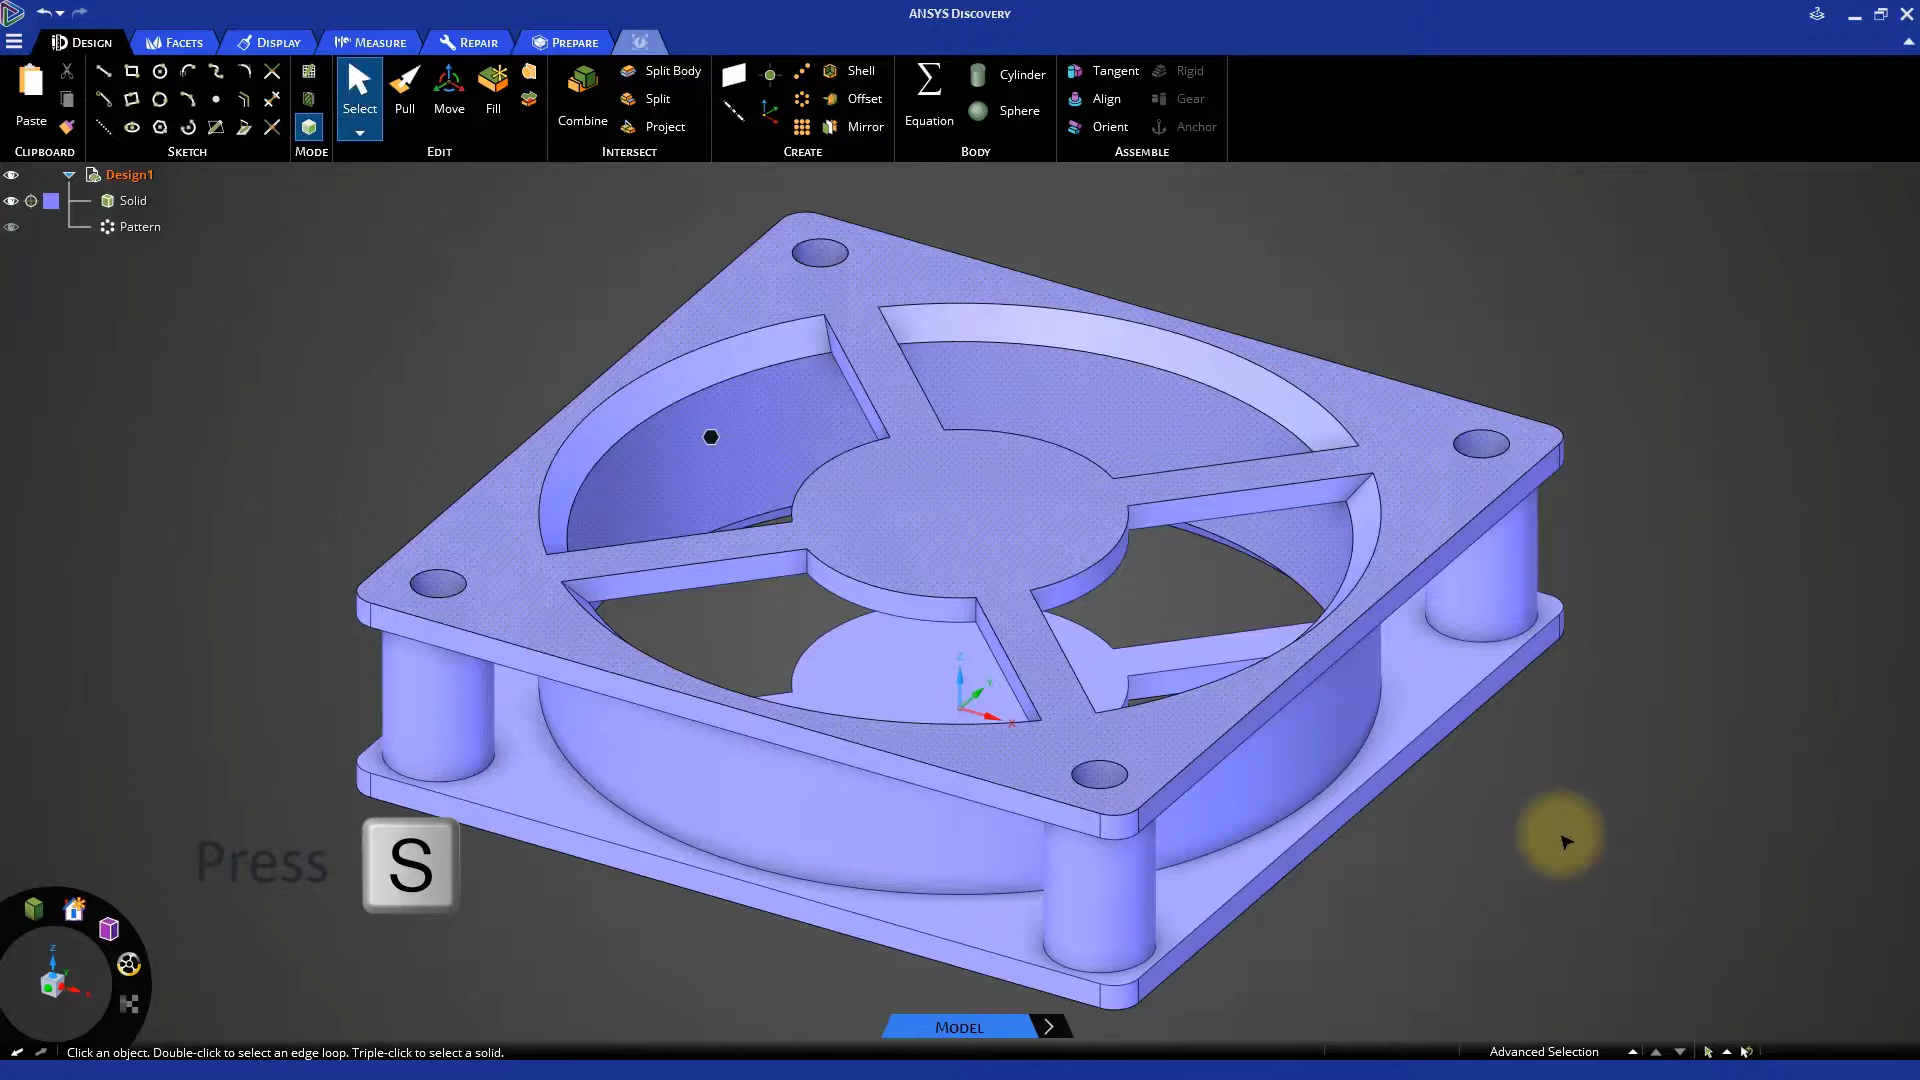 ANSYS Discovery
Design
Facets
Display
Measure
Repair
Prepare
Paste
Select
Pull
Move
Fill
Combine
Split Body
Split
Project
Shell
Offset
Mirror
Equation
Cylinder
Sphere
Tangent
Align
Orient
Rigid
Gear
Anchor
Clipboard
Sketch
Mode
Edit
Intersect
Create
Body
Assemble
Design1
Solid
Pattern
Z
Y
X
Press S
Z
Y
X
Model
Click an object. Double-click to select an edge loop. Triple-click to select a solid.
Advanced Selection